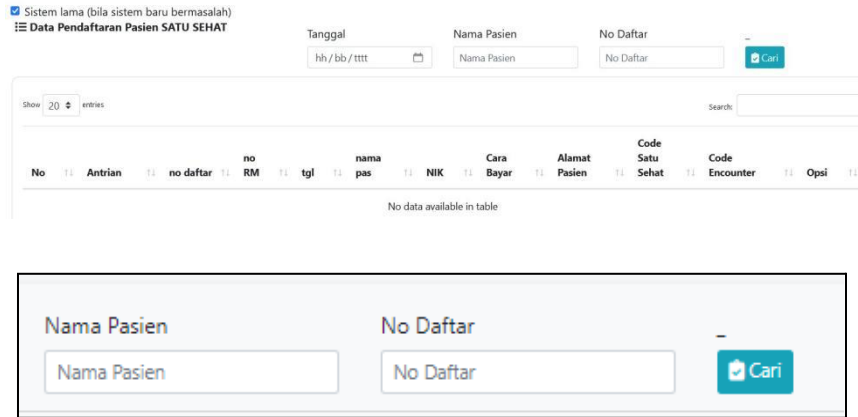 Sistem lama (bila sistem baru bermasalah)
Data Pendaftaran Pasien SATU SEHAT
Tanggal
Nama Pasien
No Daftar
_
hh / bb / tttt
Nama Pasien
No Daftar
Cari
Show 20 entries
Search:
No Antrian no daftar no RM tgl nama pas NIK Cara Bayar Alamat Pasien Code Satu Sehat Code Encounter Opsi
No data available in table
Nama Pasien
No Daftar
_
Nama Pasien
No Daftar
Cari